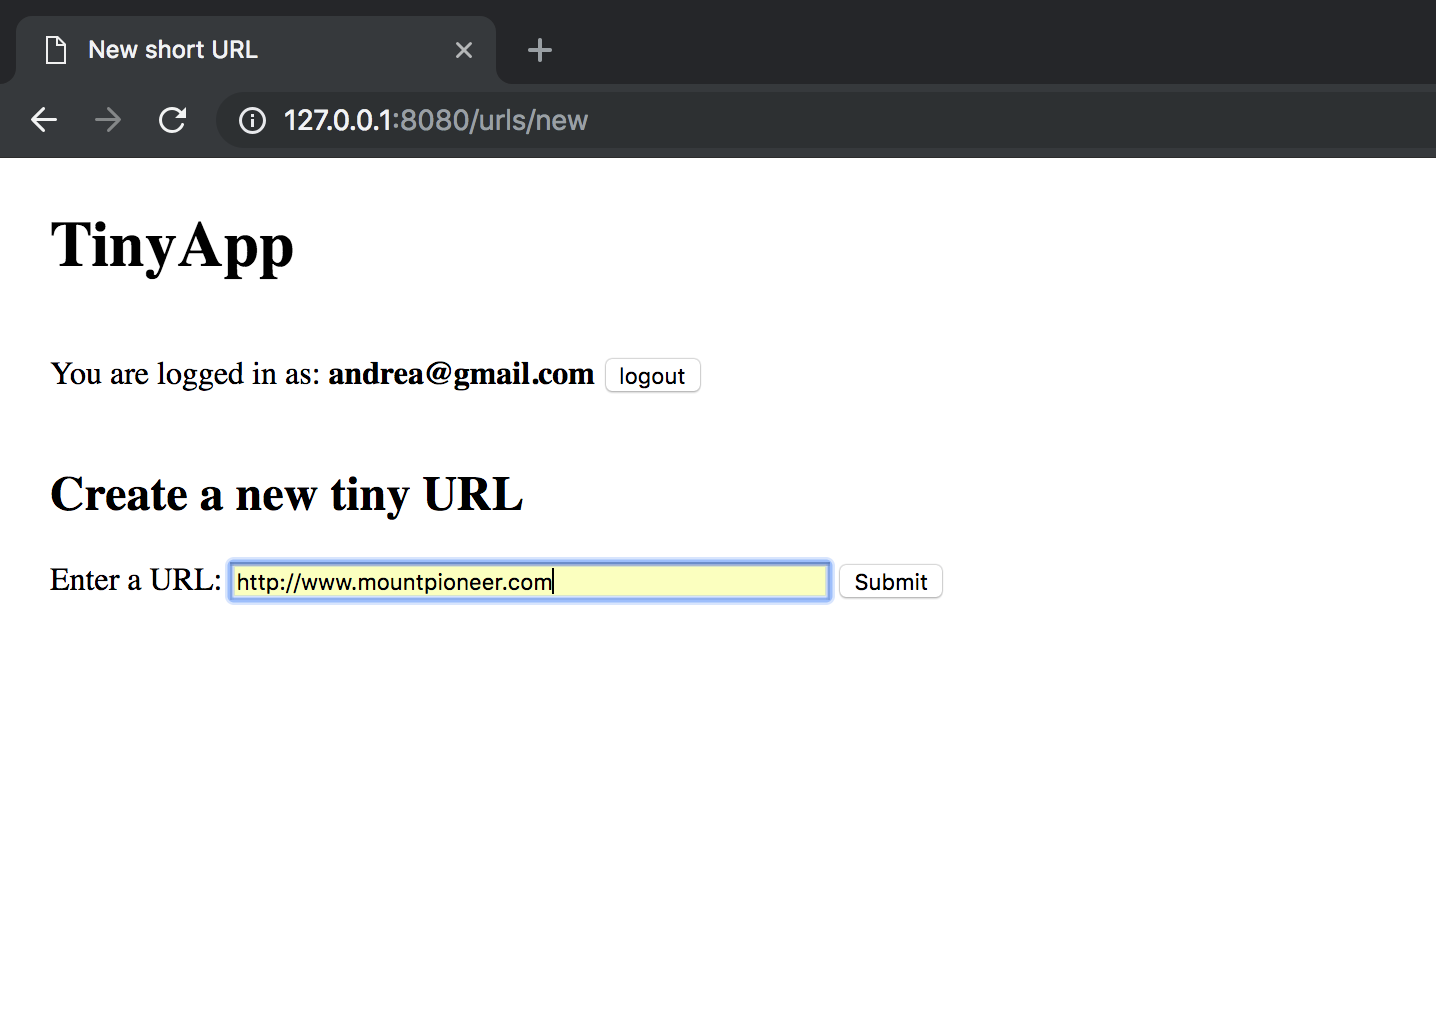 New short URL
127.0.0.1:8080/urls/new
TinyApp
You are logged in as: andrea@gmail.com logout
Create a new tiny URL
Enter a URL: http://www.mountpioneer.com Submit